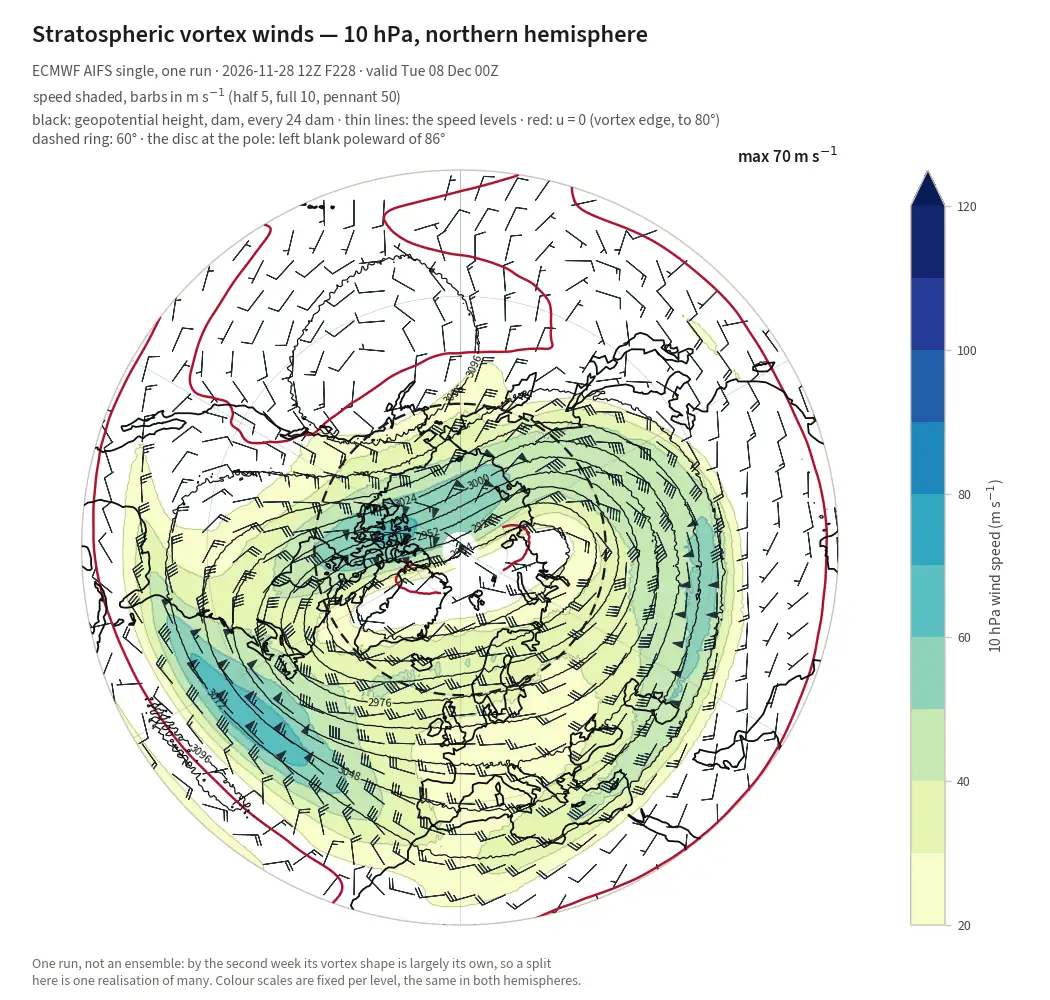 Stratospheric vortex winds — 10 hPa, northern hemisphere
ECMWF AIFS single, one run · 2026-11-28 12Z F228 · valid Tue 08 Dec 00Z
speed shaded, barbs in m s⁻¹ (half 5, full 10, pennant 50)
black: geopotential height, dam, every 24 dam · thin lines: the speed levels · red: u = 0 (vortex edge, to 80°)
dashed ring: 60° · the disc at the pole: left blank poleward of 86°
max 70 m s⁻¹
120
100
80
60
40
20
10 hPa wind speed (m s⁻¹)
3096
3000
3024
2976
3048
3096
One run, not an ensemble: by the second week its vortex shape is largely its own, so a split
here is one realisation of many. Colour scales are fixed per level, the same in both hemispheres.